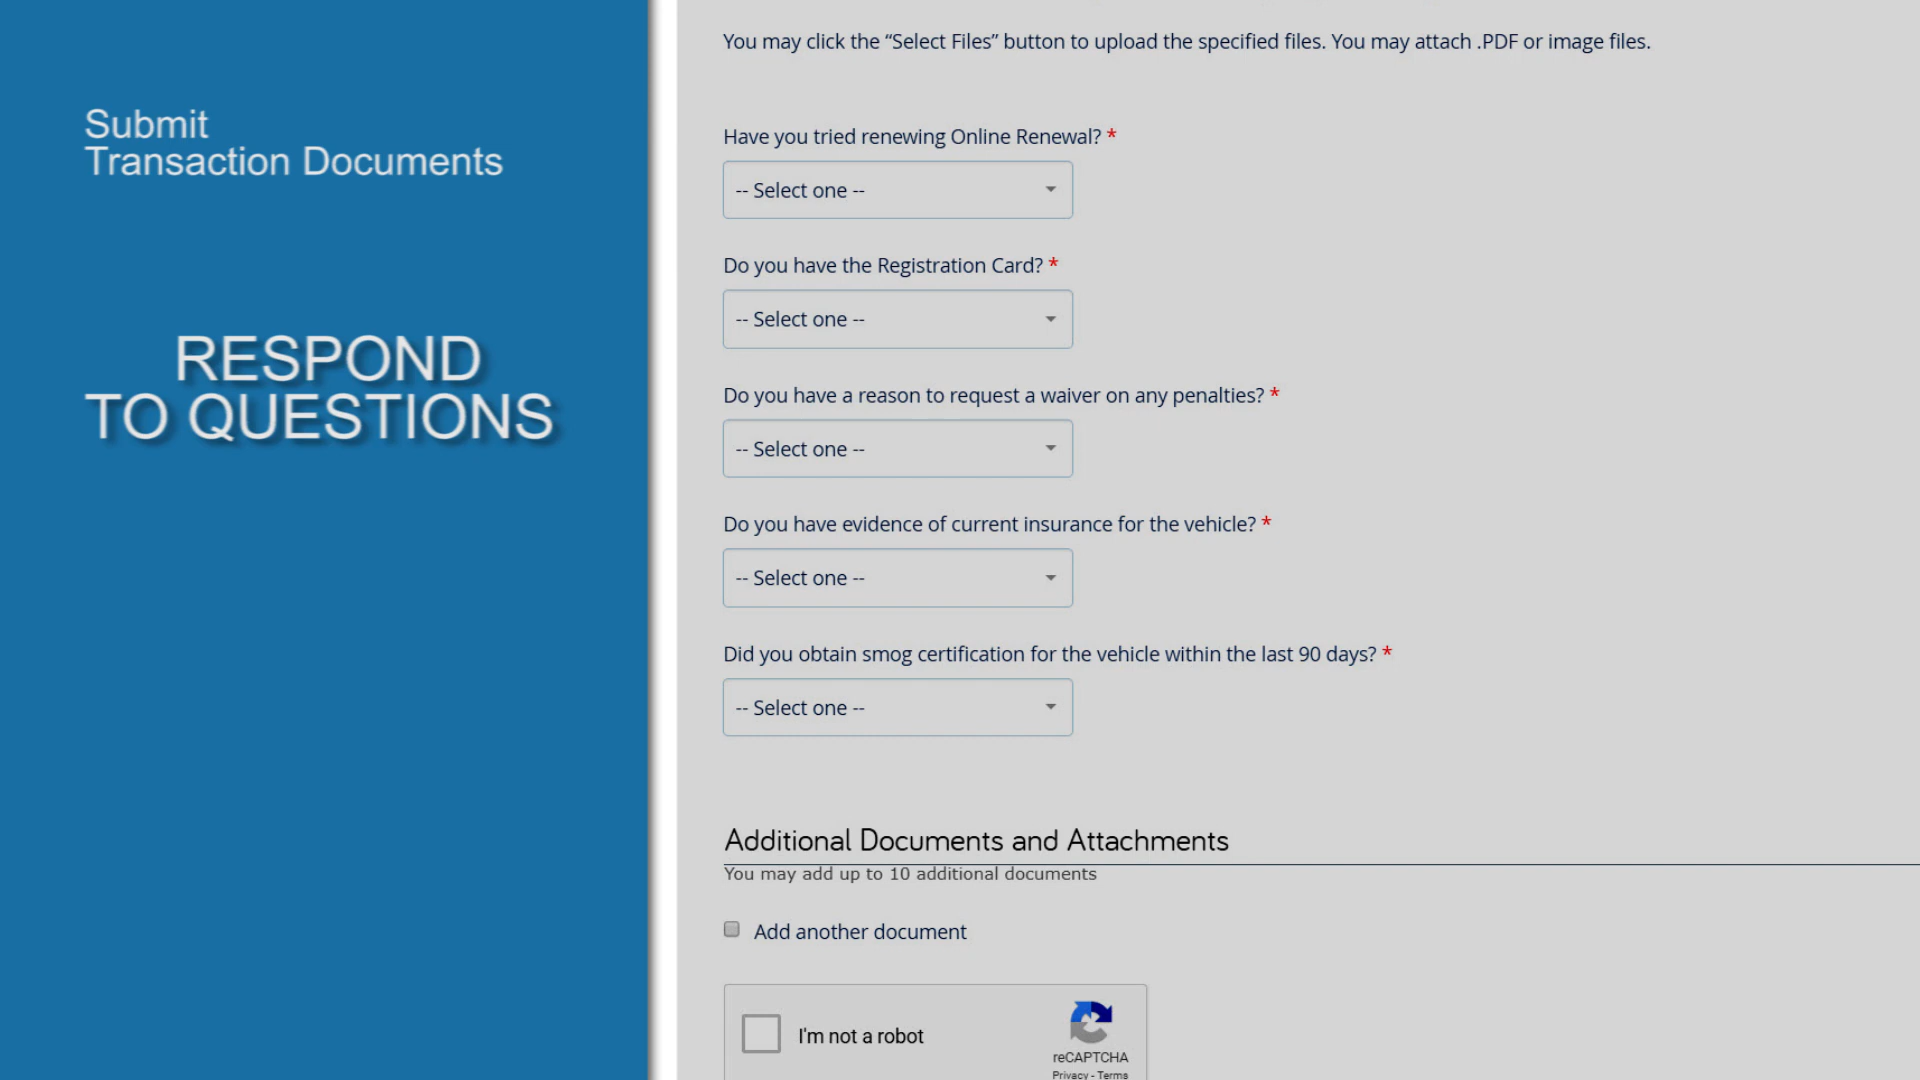 Submit
Transaction Documents
RESPOND
TO QUESTIONS
You may click the “Select Files” button to upload the specified files. You may attach .PDF or image files.
Have you tried renewing Online Renewal? *
-- Select one --
Do you have the Registration Card? *
-- Select one --
Do you have a reason to request a waiver on any penalties? *
-- Select one --
Do you have evidence of current insurance for the vehicle? *
-- Select one --
Did you obtain smog certification for the vehicle within the last 90 days? *
-- Select one --
Additional Documents and Attachments
You may add up to 10 additional documents
Add another document
I'm not a robot
reCAPTCHA
Privacy - Terms